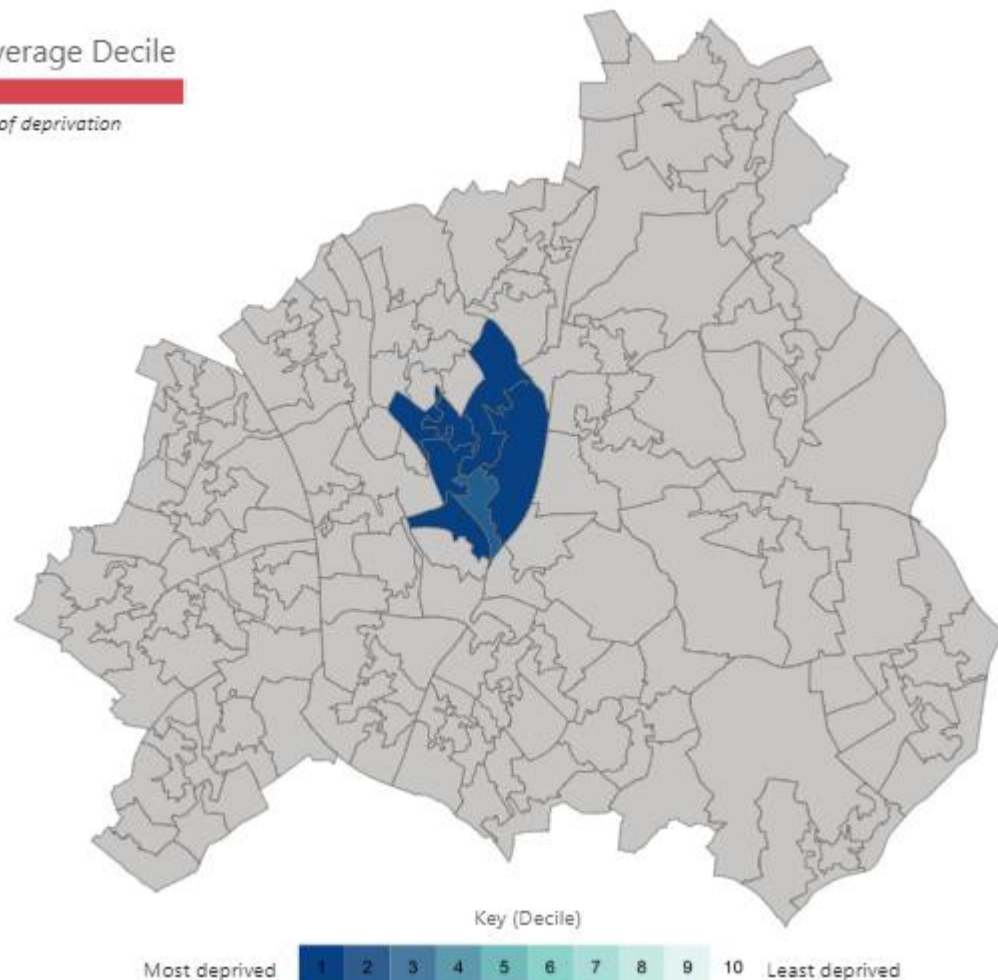 verage Decile
of deprivation
Key (Decile)
Most deprived 1 2 3 4 5 6 7 8 9 10 Least deprived